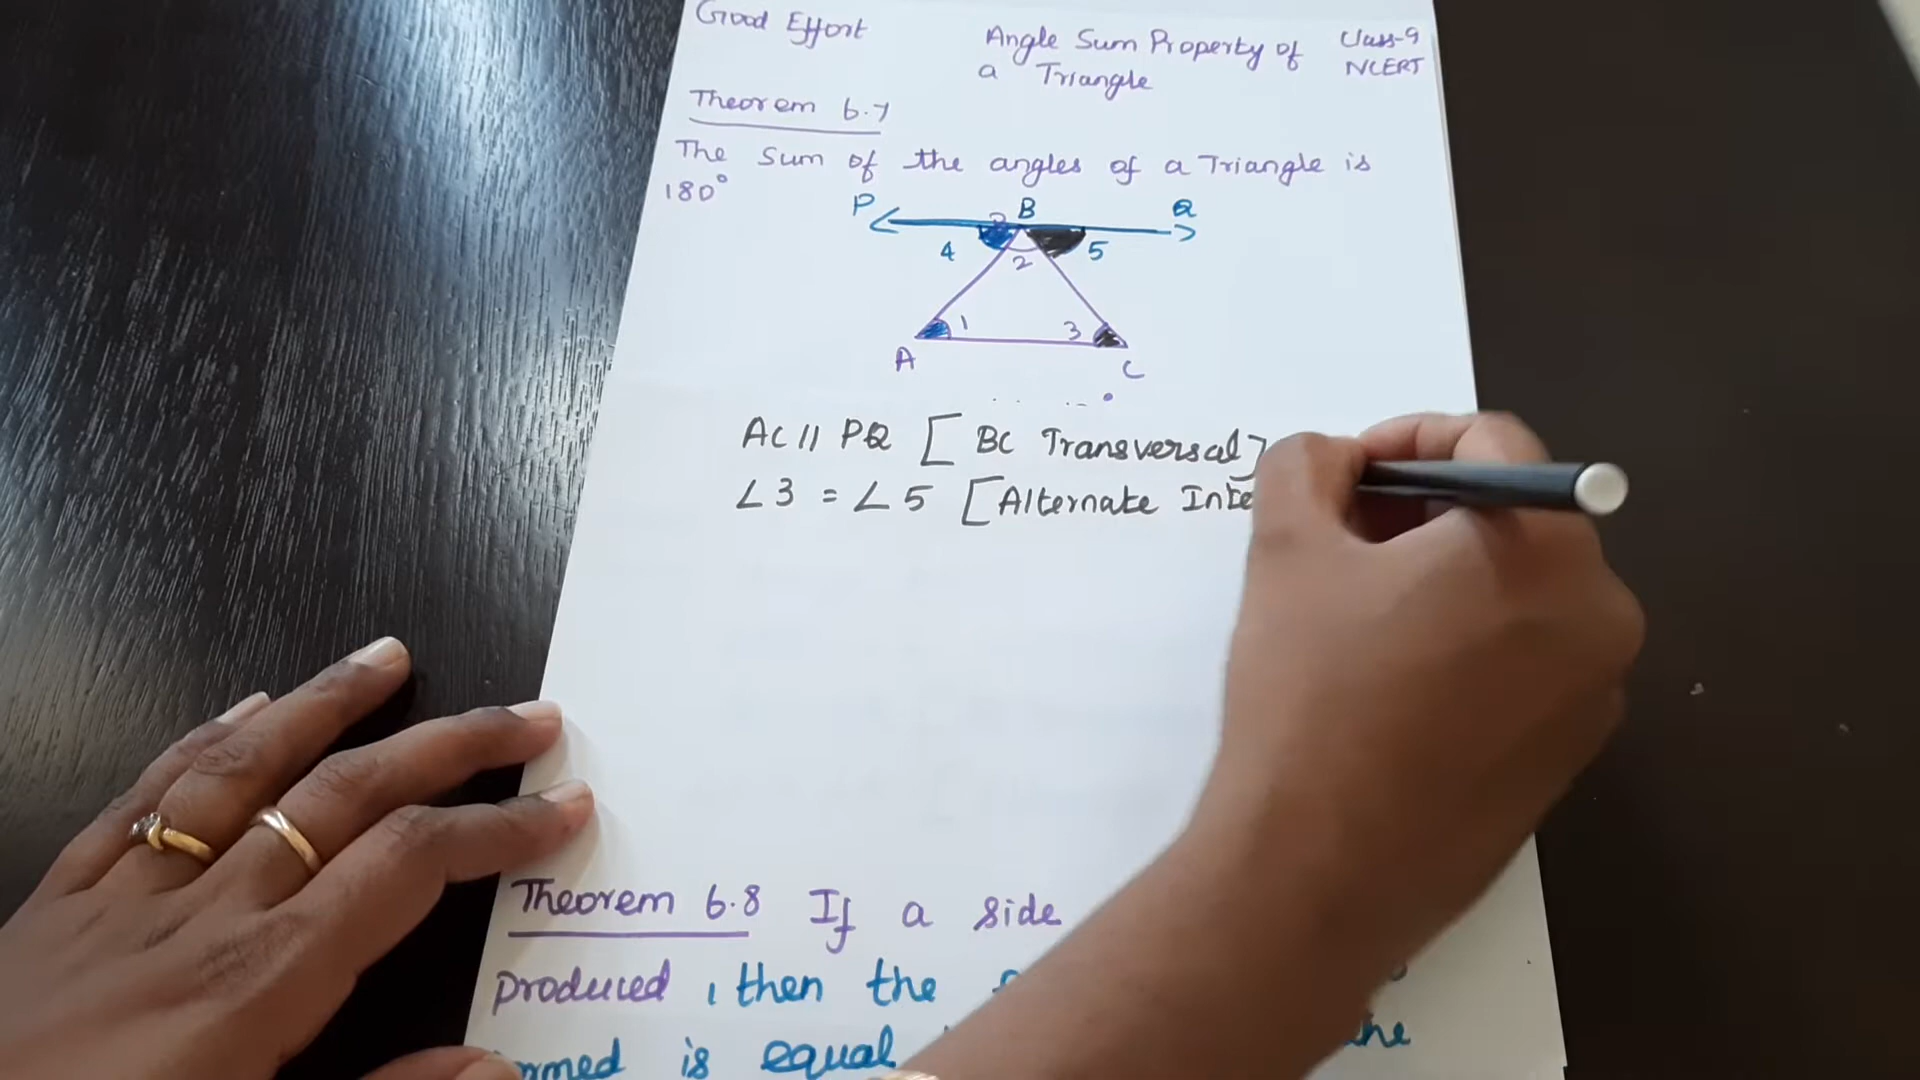 Good Effort
Angle Sum Property of
a Triangle
Class-9
NCERT
Theorem 6.7
The Sum of the angles of a Triangle is
180°
P B Q
4 2 5
1 3
A C
AC // PQ [ BC Transversal]
∠3 = ∠5 [Alternate Inte
Theorem 6.8 If a side
produced, then the
is equal